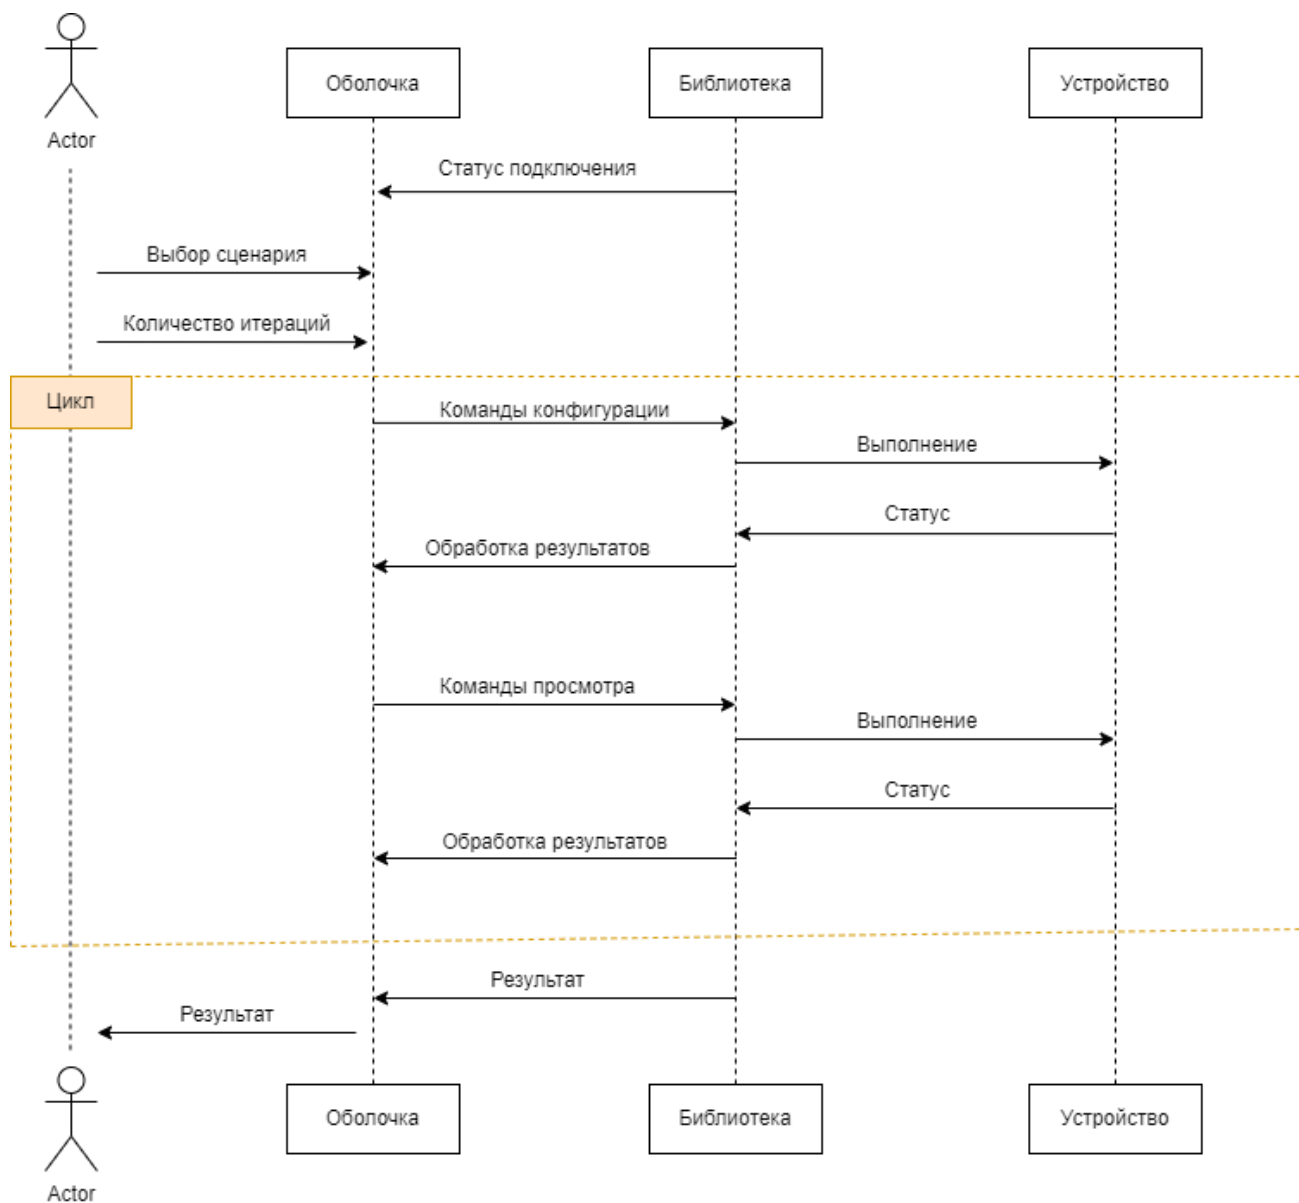 Оболочка
Библиотека
Устройство
Actor
Статус подключения
Выбор сценария
Количество итераций
Цикл
Команды конфигурации
Выполнение
Статус
Обработка результатов
Команды просмотра
Выполнение
Статус
Обработка результатов
Результат
Результат
Оболочка
Библиотека
Устройство
Actor